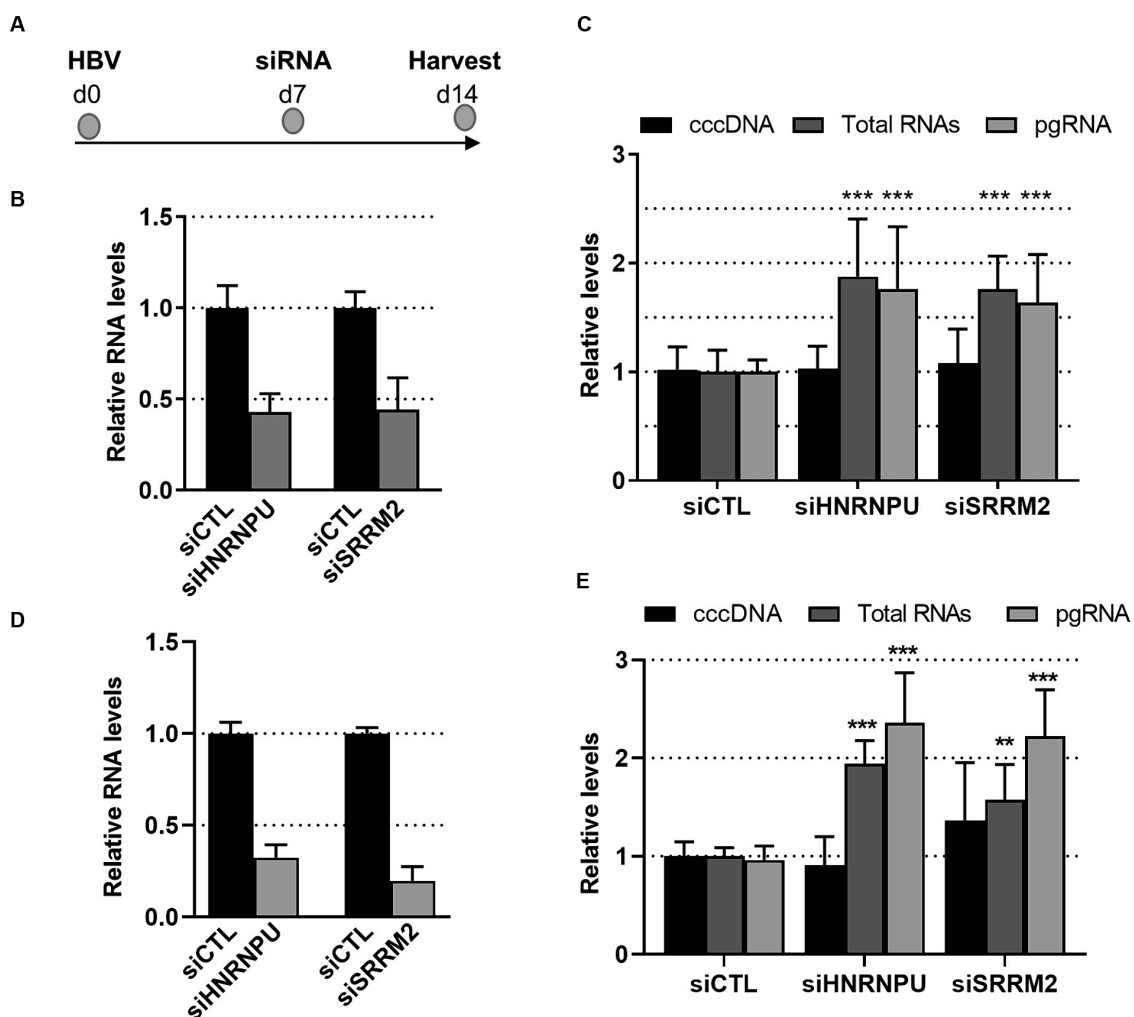 A
HBV siRNA Harvest
d0 d7 d14
B
Relative RNA levels
1.5
1.0
0.5
0.0
siCTL
siHNRNPU
siCTL
siSRRM2
C
cccDNA Total RNAs pgRNA
Relative levels
3
2
1
0
*** *** *** ***
siCTL siHNRNPU siSRRM2
D
Relative RNA levels
1.5
1.0
0.5
0.0
siCTL
siHNRNPU
siCTL
siSRRM2
E
cccDNA Total RNAs pgRNA
Relative levels
3
2
1
0
*** *** ** ***
siCTL siHNRNPU siSRRM2